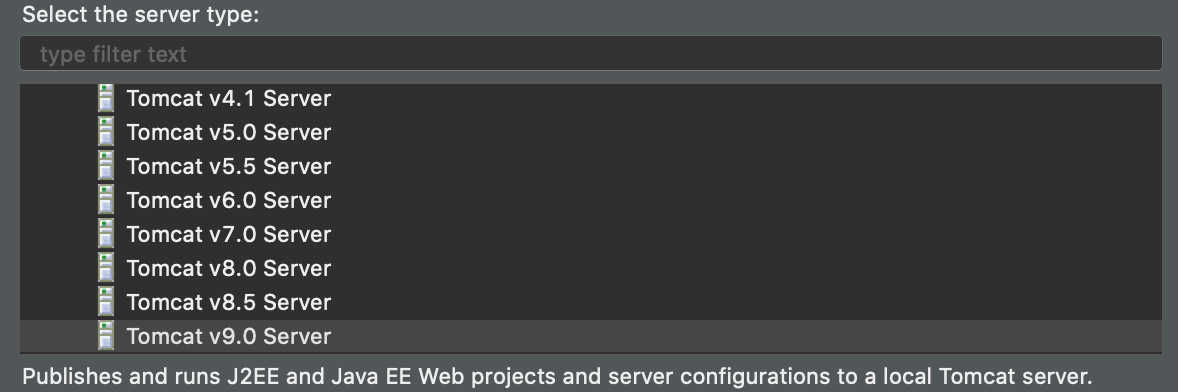 Select the server type:
type filter text
Tomcat v4.1 Server
Tomcat v5.0 Server
Tomcat v5.5 Server
Tomcat v6.0 Server
Tomcat v7.0 Server
Tomcat v8.0 Server
Tomcat v8.5 Server
Tomcat v9.0 Server
Publishes and runs J2EE and Java EE Web projects and server configurations to a local Tomcat server.